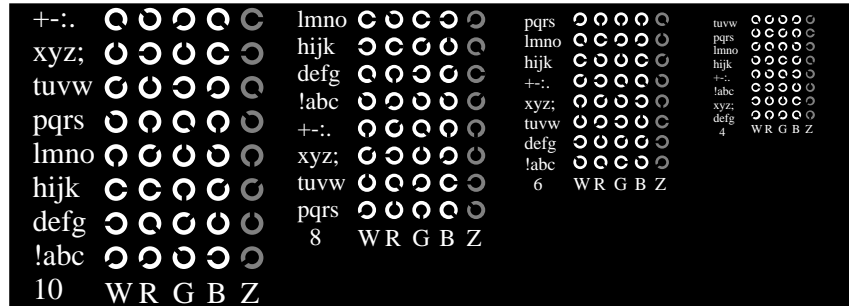 +-:.
xyz;
tuvw
pqrs
lmno
hijk
defg
!abc
10 W R G B Z
lmno
hijk
defg
!abc
+-:.
xyz;
tuvw
pqrs
8 W R G B Z
pqrs
lmno
hijk
+-:.
xyz;
tuvw
defg
!abc
6 W R G B Z
tuvw
pqrs
lmno
hijk
+-:.
!abc
xyz;
defg
4 W R G B Z